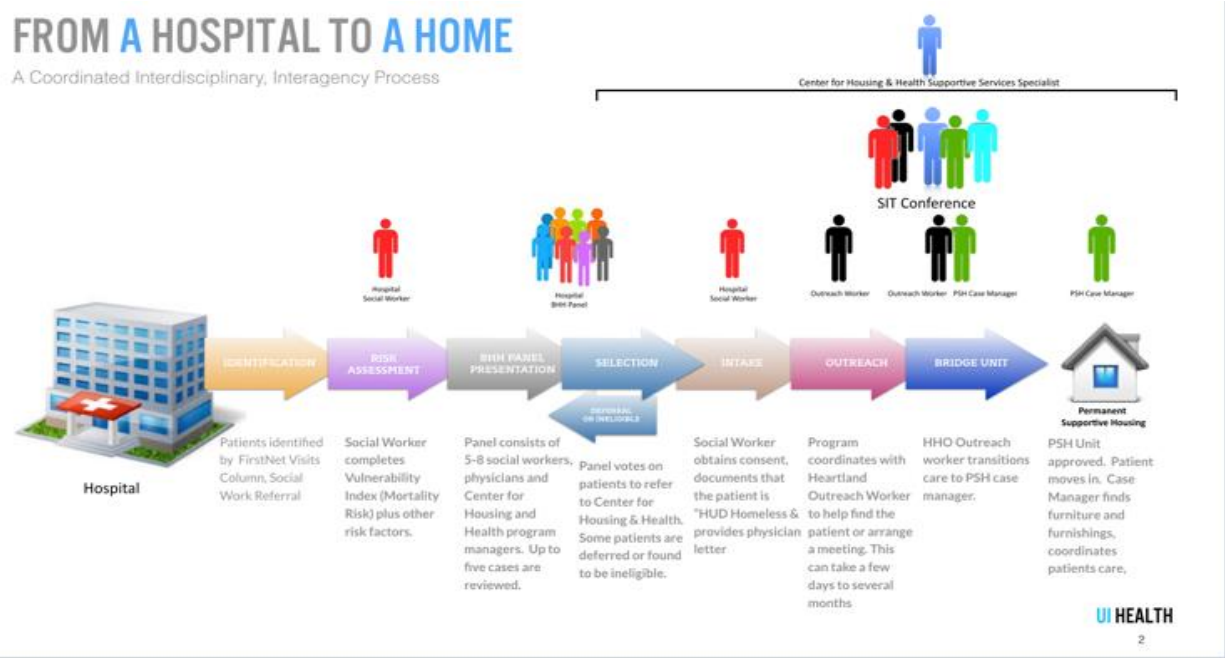 FROM A HOSPITAL TO A HOME
A Coordinated Interdisciplinary, Interagency Process
Center for Housing & Health Supportive Services Specialist
SIT Conference
Hospital
Social Worker
Hospital
BHH Panel
Hospital
Social Worker
Outreach Worker
Outreach Worker
PSH Case Manager
PSH Case Manager
IDENTIFICATION
RISK
ASSESSMENT
BHH PANEL
PRESENTATION
SELECTION
INTAKE
OUTREACH
BRIDGE UNIT
DEFERRAL
OR INELIGIBLE
Permanent
Supportive Housing
Hospital
Patients identified
by FirstNet Visits
Column, Social
Work Referral
Social Worker
completes
Vulnerability
Index (Mortality
Risk) plus other
risk factors.
Panel consists of
5-8 social workers,
physicians and
Center for
Housing and
Health program
managers. Up to
five cases are
reviewed.
Panel votes on
patients to refer
to Center for
Housing & Health.
Some patients are
deferred or found
to be ineligible.
Social Worker
obtains consent,
documents that
the patient is
"HUD Homeless &
provides physician
letter
Program
coordinates with
Heartland
Outreach Worker
to help find the
patient or arrange
a meeting. This
can take a few
days to several
months
HHO Outreach
worker transitions
care to PSH case
manager.
PSH Unit
approved. Patient
moves in. Case
Manager finds
furniture and
furnishings,
coordinates
patients care,
UI HEALTH
2